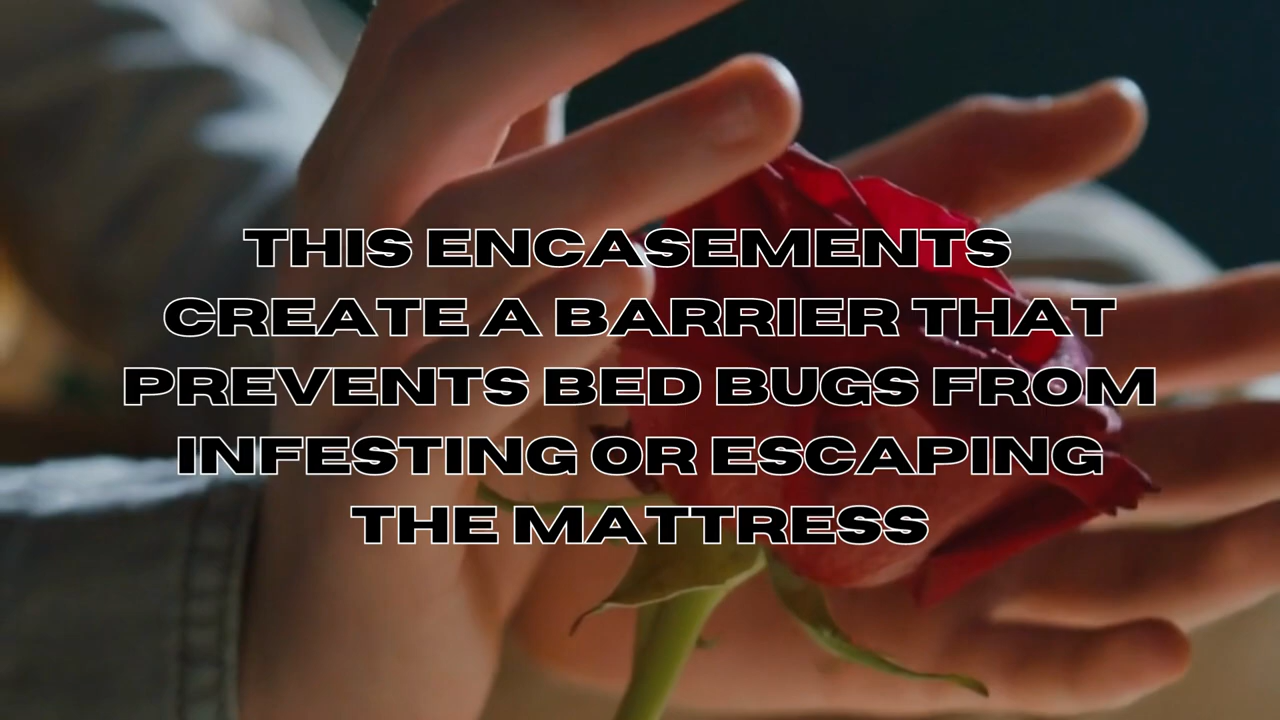 THIS ENCASEMENTS
CREATE A BARRIER THAT
PREVENTS BED BUGS FROM
INFESTING OR ESCAPING
THE MATTRESS